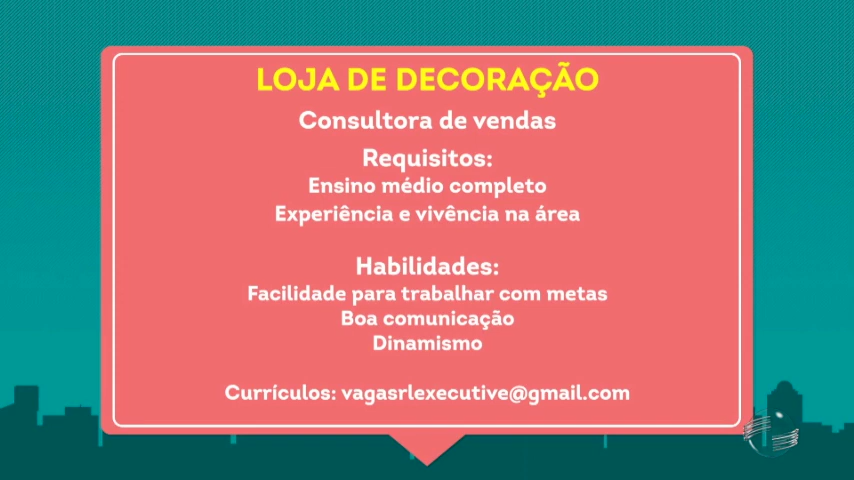 LOJA DE DECORAÇÃO
Consultora de vendas
Requisitos:
Ensino médio completo
Experiência e vivência na área
Habilidades:
Facilidade para trabalhar com metas
Boa comunicação
Dinamismo
Currículos: vagasrlexecutive@gmail.com